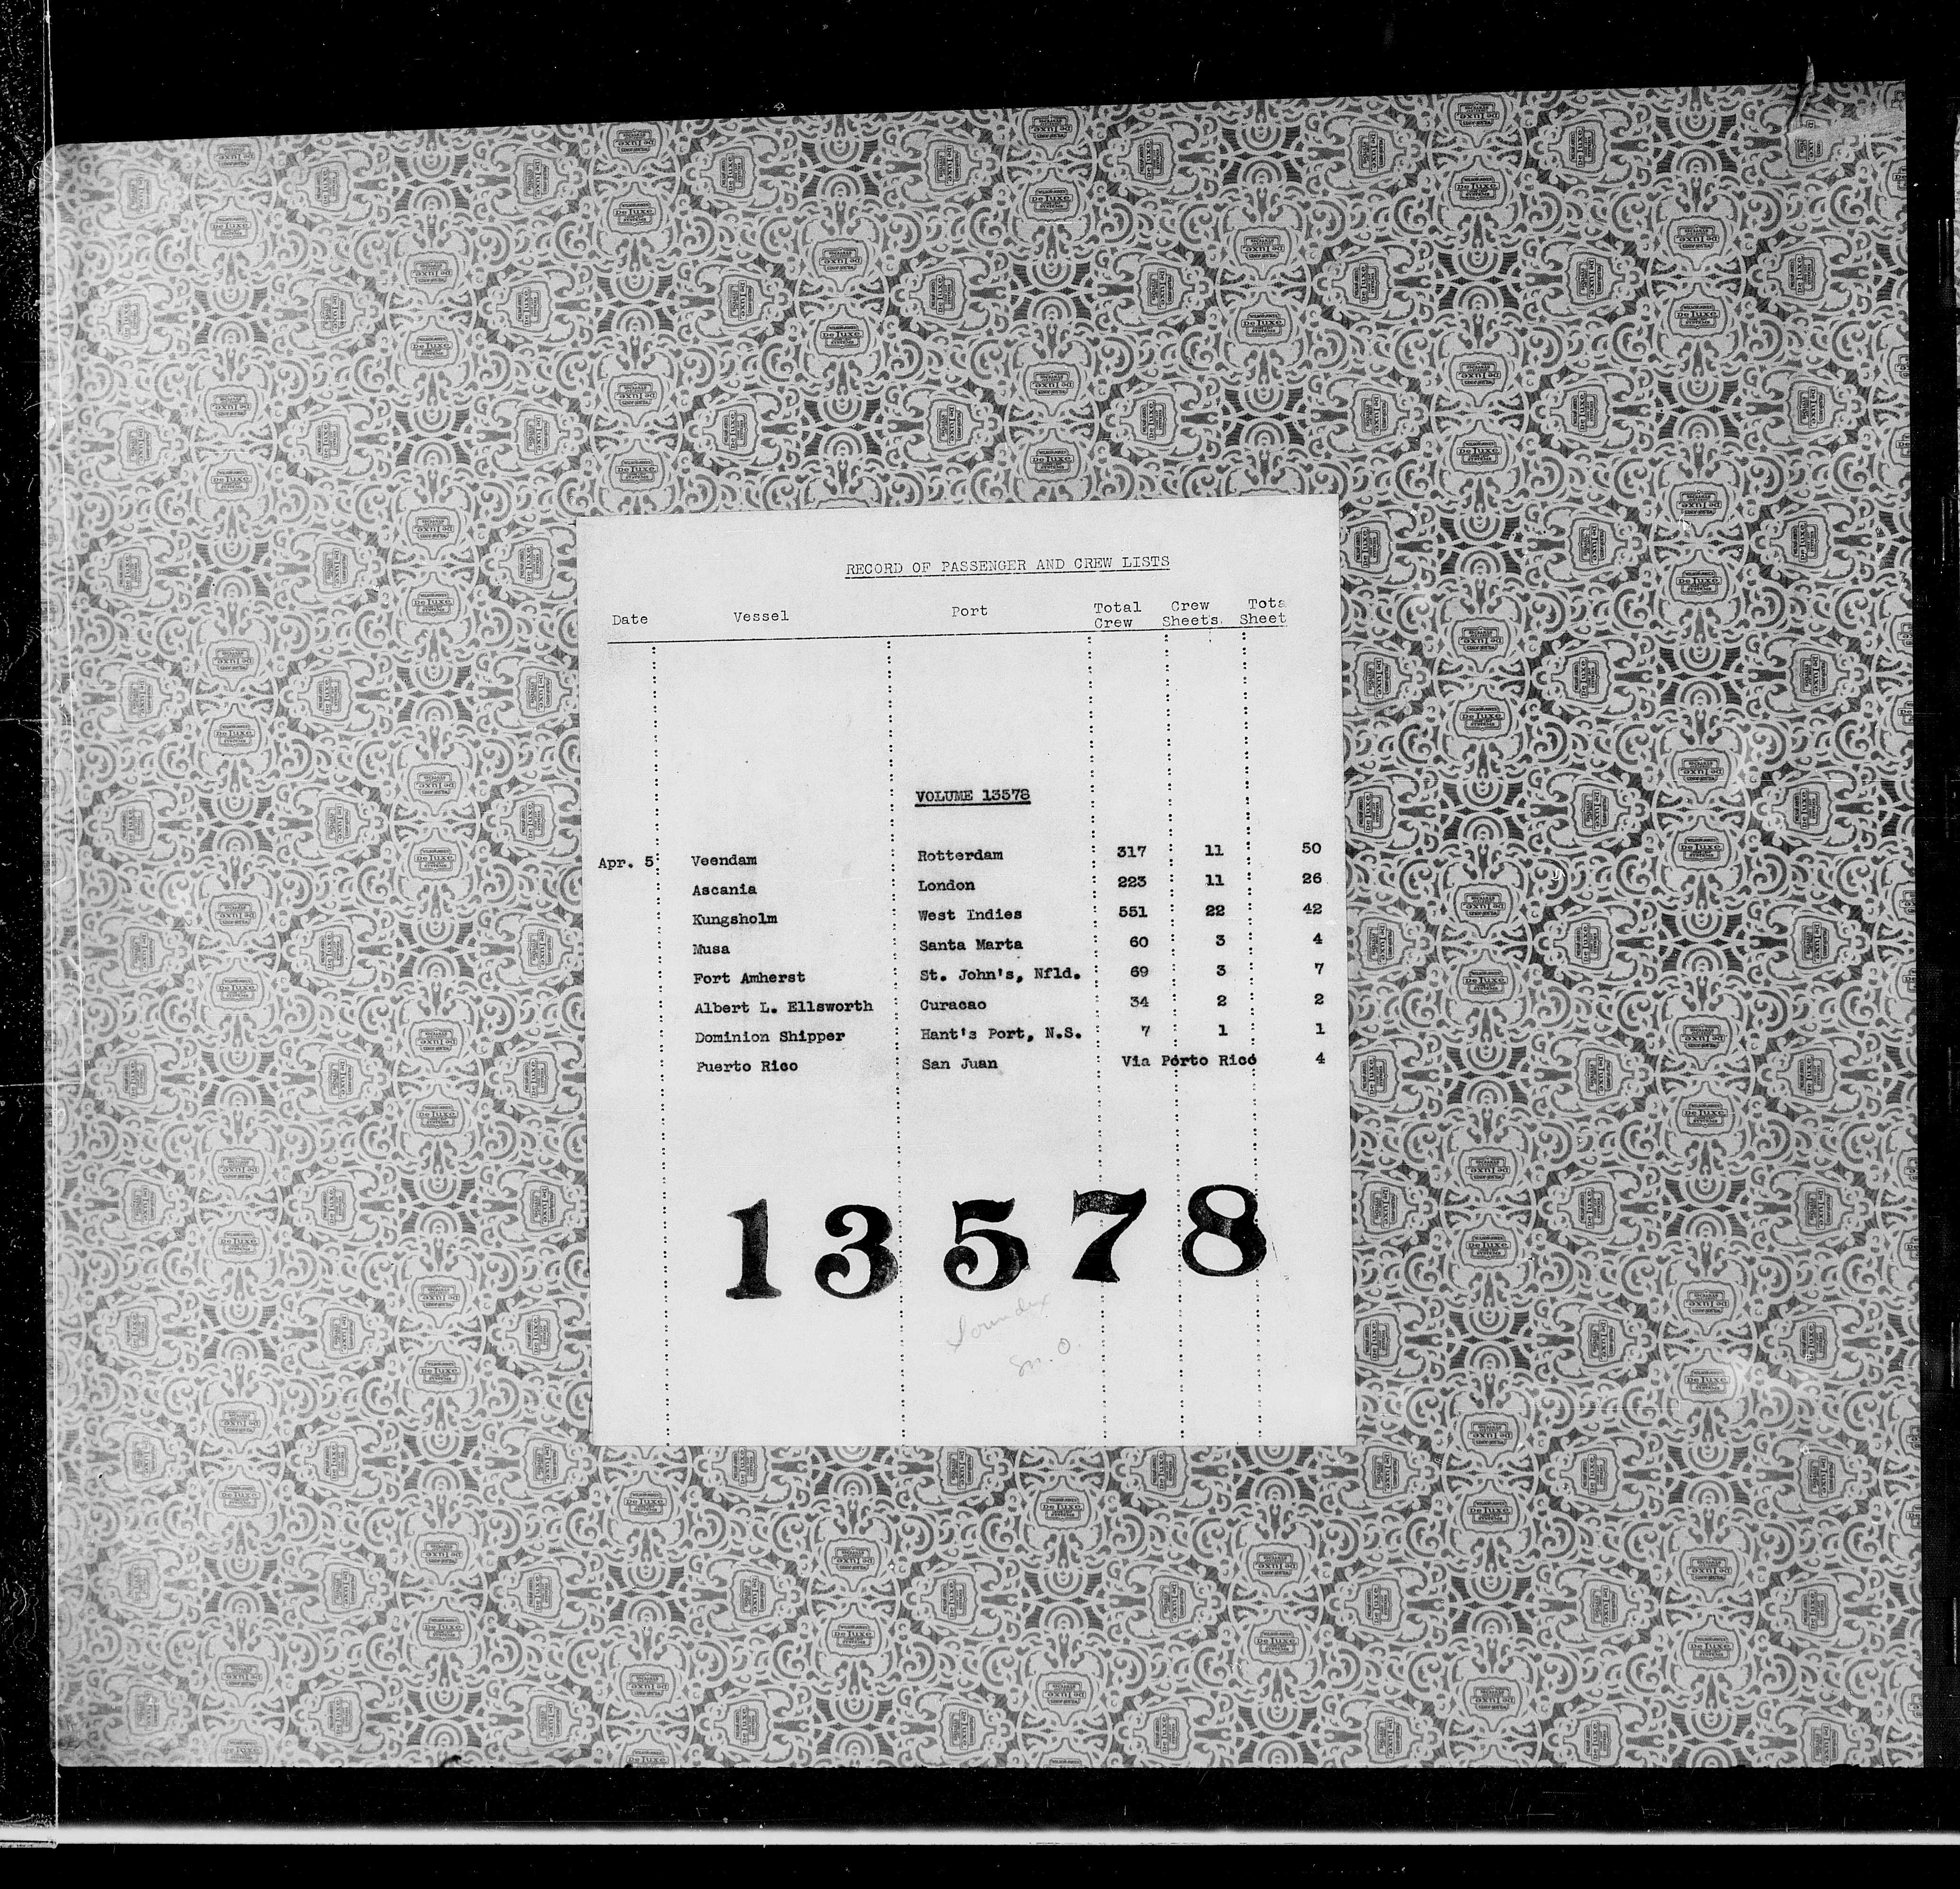 RECORD OF PASSENGER AND CREW LISTS
Date Vessel Port Total Crew Crew Sheets Tota Sheet
VOLUME 13578
Apr. 5 Veendam Rotterdam 317 11 50
Ascania London 223 11 26
Kungsholm West Indies 551 22 42
Musa Santa Marta 60 3 4
Fort Amherst St. John's, Nfld. 69 3 7
Albert L. Ellsworth Curacao 34 2 2
Dominion Shipper Hant's Port, N.S. 7 1 1
Puerto Rico San Juan Via Porto Rico 4
13578
Soundex